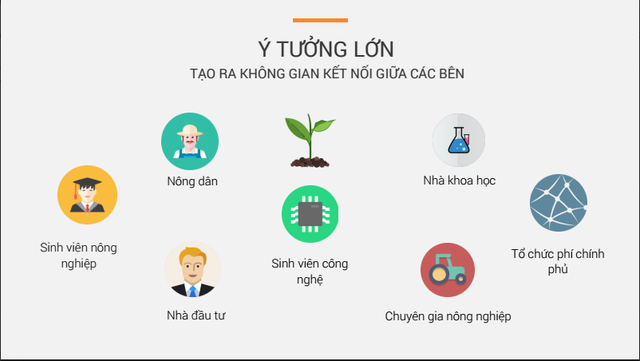 Ý TƯỞNG LỚN
TẠO RA KHÔNG GIAN KẾT NỐI GIỮA CÁC BÊN
Nông dân
Nhà khoa học
Sinh viên nông
nghiệp
Sinh viên công
nghệ
Tổ chức phí chính
phủ
Nhà đầu tư
Chuyên gia nông nghiệp